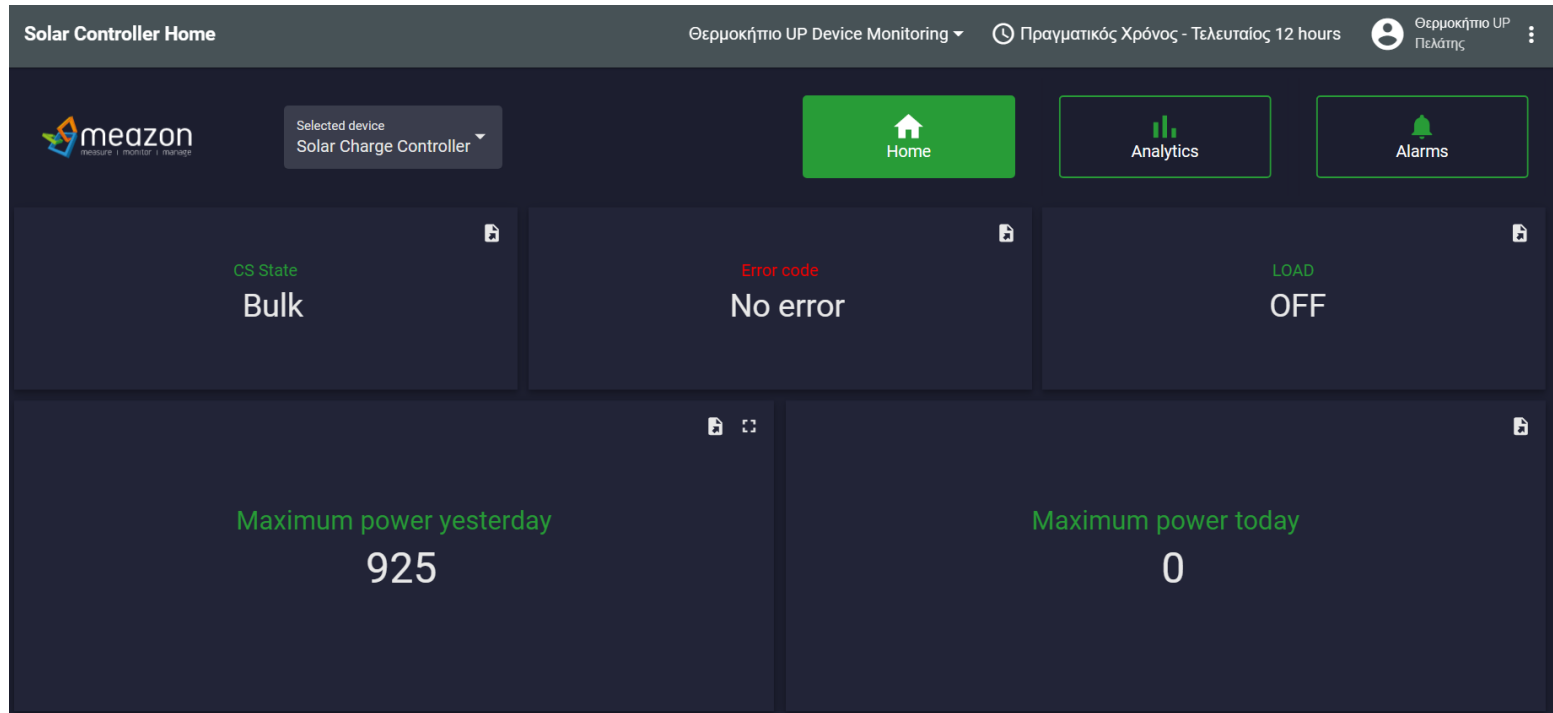 Solar Controller Home
Θερμοκήπιο UP Device Monitoring
Πραγματικός Χρόνος - Τελευταίος 12 hours
Θερμοκήπιο UP
Πελάτης
meazon
measure | monitor | manage
Selected device
Solar Charge Controller
Home
Analytics
Alarms
CS State
Bulk
Error code
No error
LOAD
OFF
Maximum power yesterday
925
Maximum power today
0